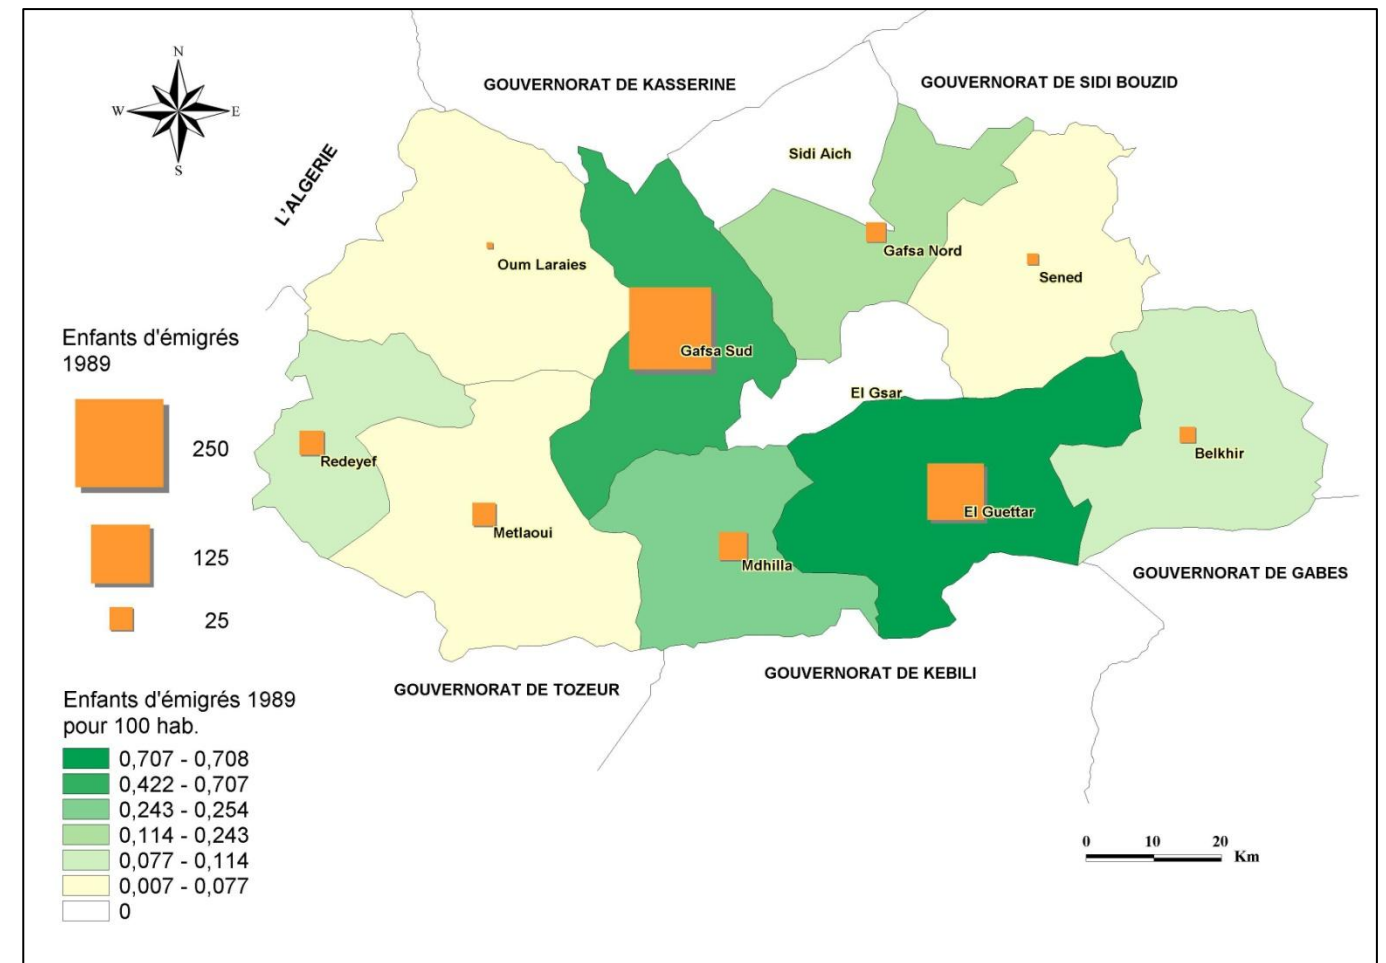 N
W
E
S
GOUVERNORAT DE KASSERINE
GOUVERNORAT DE SIDI BOUZID
L'ALGERIE
Sidi Aich
Oum Laraies
Gafsa Nord
Sened
Gafsa Sud
El Gsar
Redeyef
Metlaoui
Mdhilla
El Guettar
Belkhir
GOUVERNORAT DE GABES
GOUVERNORAT DE KEBILI
GOUVERNORAT DE TOZEUR
Enfants d'émigrés
1989
250
125
25
Enfants d'émigrés 1989
pour 100 hab.
0,707 - 0,708
0,422 - 0,707
0,243 - 0,254
0,114 - 0,243
0,077 - 0,114
0,007 - 0,077
0
0 10 20
Km